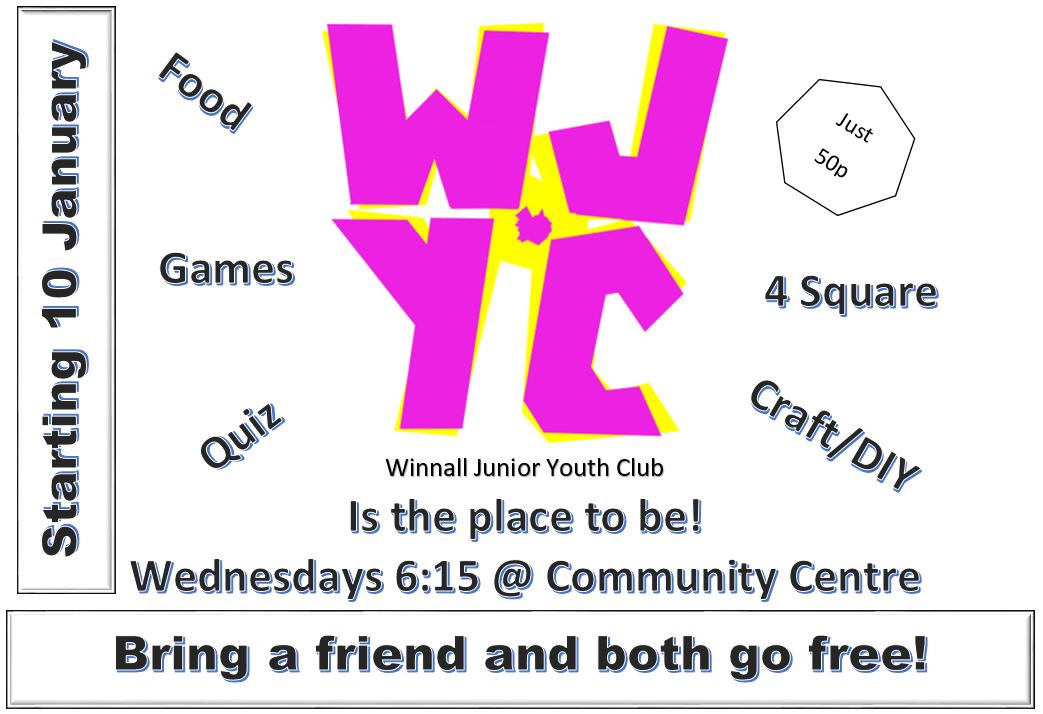 Starting 10 January
Food
Games
Quiz
WJ
YC
Just
50p
4 Square
Craft/DIY
Winnall Junior Youth Club
Is the place to be!
Wednesdays 6:15 @ Community Centre
Bring a friend and both go free!